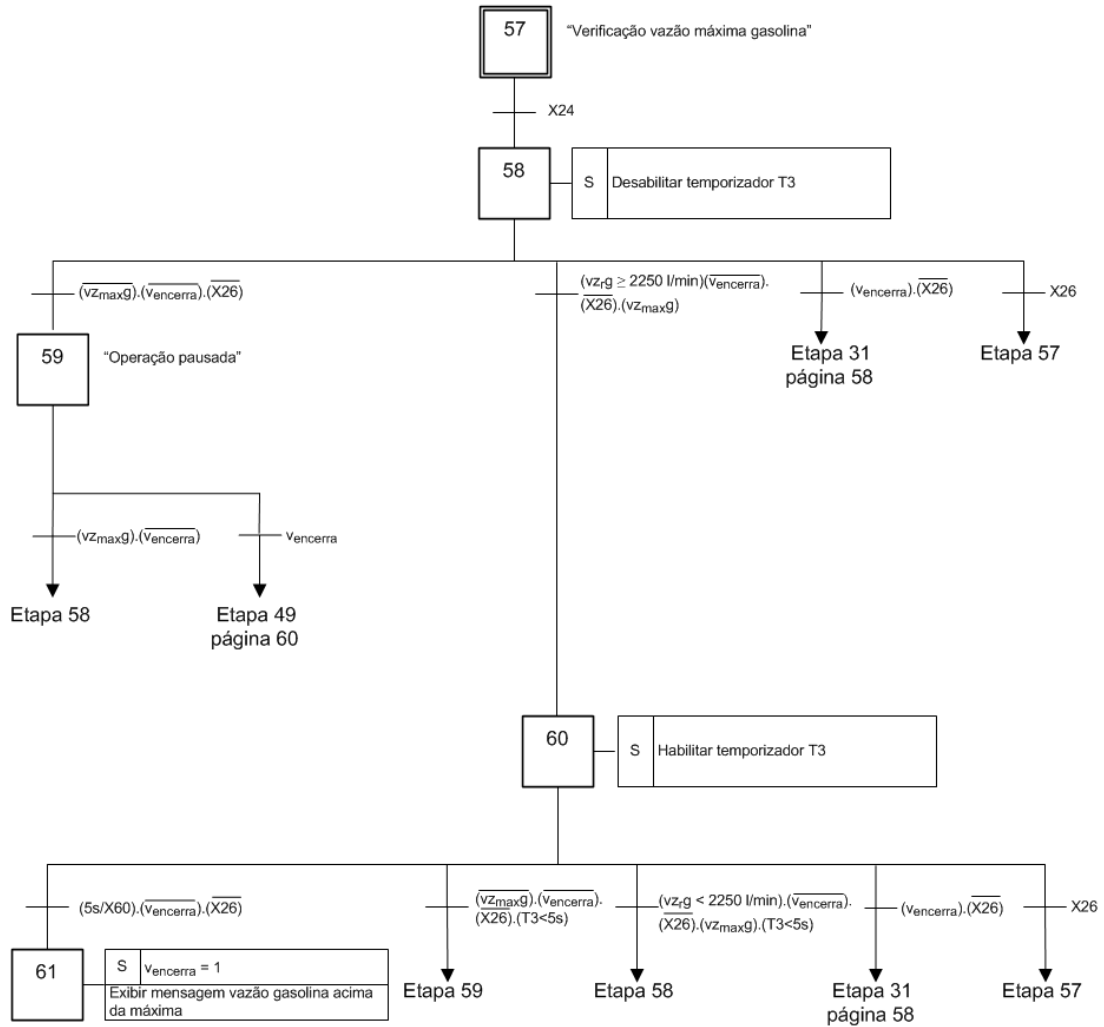 57
“Verificação vazão máxima gasolina”
X24
58
S
Desabilitar temporizador T3
(vzmaxg).(vencerra).(X26)
(vzrg ≥ 2250 l/min)(vencerra).
(X26).(vzmaxg)
(vencerra).(X26)
X26
59
“Operação pausada”
Etapa 31
página 58
Etapa 57
(vzmaxg).(vencerra)
vencerra
Etapa 58
Etapa 49
página 60
60
S
Habilitar temporizador T3
(5s/X60).(vencerra).(X26)
(vzmaxg).(vencerra).
(X26).(T3<5s)
(vzrg < 2250 l/min).(vencerra).
(X26).(vzmaxg).(T3<5s)
(vencerra).(X26)
X26
61
S
vencerra = 1
Exibir mensagem vazão gasolina acima
da máxima
Etapa 59
Etapa 58
Etapa 31
página 58
Etapa 57